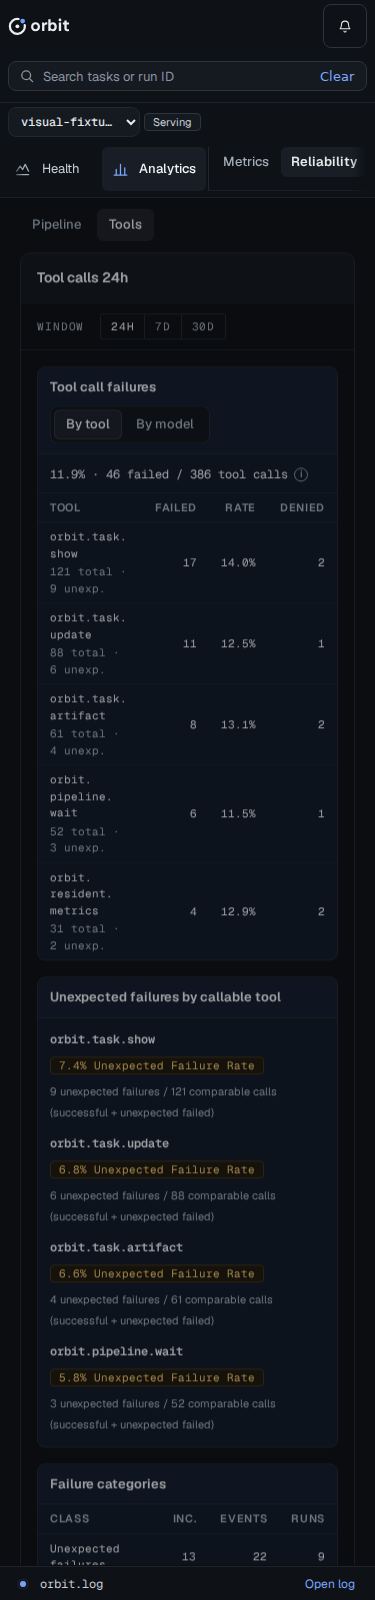 orbit
Search tasks or run ID Clear
visual-fixtu… Serving
Health Analytics Metrics Reliability
Pipeline Tools
Tool calls 24h
WINDOW 24H 7D 30D
Tool call failures
By tool By model
11.9% · 46 failed / 386 tool calls
TOOL FAILED RATE DENIED
orbit.task.
show
121 total ·
9 unexp.
17 14.0% 2
orbit.task.
update
88 total ·
6 unexp.
11 12.5% 1
orbit.task.
artifact
61 total ·
4 unexp.
8 13.1% 2
orbit.
pipeline.
wait
52 total ·
3 unexp.
6 11.5% 1
orbit.
resident.
metrics
31 total ·
2 unexp.
4 12.9% 2
Unexpected failures by callable tool
orbit.task.show
7.4% Unexpected Failure Rate
9 unexpected failures / 121 comparable calls
(successful + unexpected failed)
orbit.task.update
6.8% Unexpected Failure Rate
6 unexpected failures / 88 comparable calls
(successful + unexpected failed)
orbit.task.artifact
6.6% Unexpected Failure Rate
4 unexpected failures / 61 comparable calls
(successful + unexpected failed)
orbit.pipeline.wait
5.8% Unexpected Failure Rate
3 unexpected failures / 52 comparable calls
(successful + unexpected failed)
Failure categories
CLASS INC. EVENTS RUNS
Unexpected
failures
13 22 9
orbit.log Open log